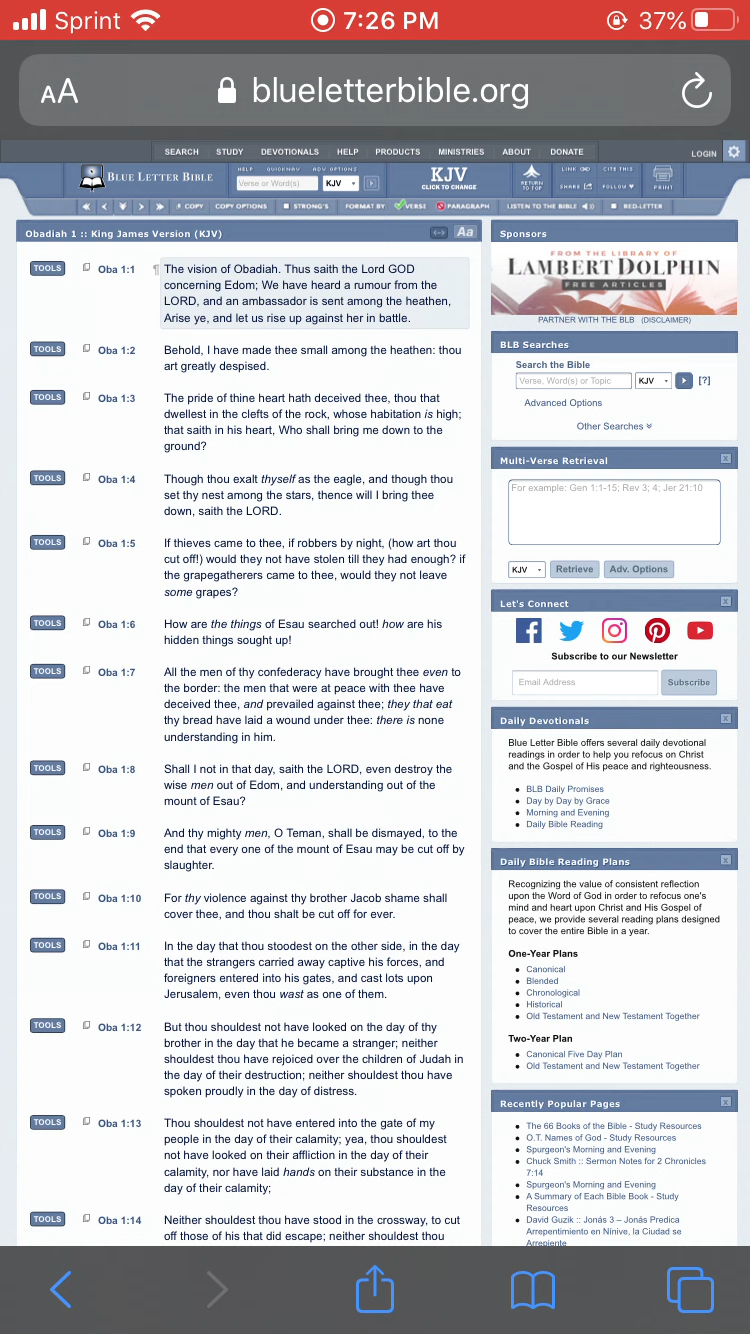 Sprint 7:26 PM 37%
AA blueletterbible.org
SEARCH STUDY DEVOTIONALS HELP PRODUCTS MINISTRIES ABOUT DONATE LOGIN
BLUE LETTER BIBLE
HELP QUICKNAV ADV OPTIONS
Verse or Word(s) KJV
KJV
CLICK TO CHANGE
RETURN
TO TOP
LINK CITE THIS
SHARE FOLLOW PRINT
COPY COPY OPTIONS STRONG'S FORMAT BY VERSE PARAGRAPH LISTEN TO THE BIBLE RED-LETTER
Obadiah 1 :: King James Version (KJV) Aa
TOOLS Oba 1:1 ¶ The vision of Obadiah. Thus saith the Lord GOD
concerning Edom; We have heard a rumour from the
LORD, and an ambassador is sent among the heathen,
Arise ye, and let us rise up against her in battle.
TOOLS Oba 1:2 Behold, I have made thee small among the heathen: thou
art greatly despised.
TOOLS Oba 1:3 The pride of thine heart hath deceived thee, thou that
dwellest in the clefts of the rock, whose habitation is high;
that saith in his heart, Who shall bring me down to the
ground?
TOOLS Oba 1:4 Though thou exalt thyself as the eagle, and though thou
set thy nest among the stars, thence will I bring thee
down, saith the LORD.
TOOLS Oba 1:5 If thieves came to thee, if robbers by night, (how art thou
cut off!) would they not have stolen till they had enough? if
the grapegatherers came to thee, would they not leave
some grapes?
TOOLS Oba 1:6 How are the things of Esau searched out! how are his
hidden things sought up!
TOOLS Oba 1:7 All the men of thy confederacy have brought thee even to
the border: the men that were at peace with thee have
deceived thee, and prevailed against thee; they that eat
thy bread have laid a wound under thee: there is none
understanding in him.
TOOLS Oba 1:8 Shall I not in that day, saith the LORD, even destroy the
wise men out of Edom, and understanding out of the
mount of Esau?
TOOLS Oba 1:9 And thy mighty men, O Teman, shall be dismayed, to the
end that every one of the mount of Esau may be cut off by
slaughter.
TOOLS Oba 1:10 For thy violence against thy brother Jacob shame shall
cover thee, and thou shalt be cut off for ever.
TOOLS Oba 1:11 In the day that thou stoodest on the other side, in the day
that the strangers carried away captive his forces, and
foreigners entered into his gates, and cast lots upon
Jerusalem, even thou wast as one of them.
TOOLS Oba 1:12 But thou shouldest not have looked on the day of thy
brother in the day that he became a stranger; neither
shouldest thou have rejoiced over the children of Judah in
the day of their destruction; neither shouldest thou have
spoken proudly in the day of distress.
TOOLS Oba 1:13 Thou shouldest not have entered into the gate of my
people in the day of their calamity; yea, thou shouldest
not have looked on their affliction in the day of their
calamity, nor have laid hands on their substance in the
day of their calamity;
TOOLS Oba 1:14 Neither shouldest thou have stood in the crossway, to cut
off those of his that did escape; neither shouldest thou
Sponsors
FROM THE LIBRARY OF
LAMBERT DOLPHIN
FREE ARTICLES
PARTNER WITH THE BLB (DISCLAIMER)
BLB Searches
Search the Bible
Verse, Word(s) or Topic KJV [?]
Advanced Options
Other Searches
Multi-Verse Retrieval
For example: Gen 1:1-15; Rev 3; 4; Jer 21:10
KJV Retrieve Adv. Options
Let's Connect
Subscribe to our Newsletter
Email Address Subscribe
Daily Devotionals
Blue Letter Bible offers several daily devotional
readings in order to help you refocus on Christ
and the Gospel of His peace and righteousness.
BLB Daily Promises
Day by Day by Grace
Morning and Evening
Daily Bible Reading
Daily Bible Reading Plans
Recognizing the value of consistent reflection
upon the Word of God in order to refocus one's
mind and heart upon Christ and His Gospel of
peace, we provide several reading plans designed
to cover the entire Bible in a year.
One-Year Plans
Canonical
Blended
Chronological
Historical
Old Testament and New Testament Together
Two-Year Plan
Canonical Five Day Plan
Old Testament and New Testament Together
Recently Popular Pages
The 66 Books of the Bible - Study Resources
O.T. Names of God - Study Resources
Spurgeon's Morning and Evening
Chuck Smith :: Sermon Notes for 2 Chronicles
7:14
Spurgeon's Morning and Evening
A Summary of Each Bible Book - Study
Resources
David Guzik :: Jonás 3 – Jonás Predica
Arrepentimiento en Nínive, la Ciudad se
Arrepiente